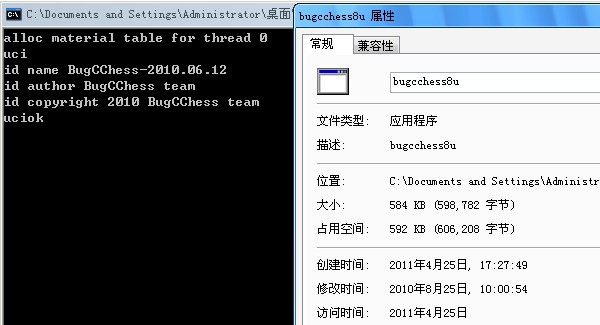 C:\Documents and Settings\Administrator\桌面
alloc material table for thread 0
uci
id name BugCChess-2010.06.12
id author BugCChess team
id copyright 2010 BugCChess team
uciok
bugcchess8u 属性
常规 兼容性
bugcchess8u
文件类型: 应用程序
描述: bugcchess8u
位置: C:\Documents and Settings\Administr
大小: 584 KB (598,782 字节)
占用空间: 592 KB (606,208 字节)
创建时间: 2011年4月25日, 17:27:49
修改时间: 2010年8月25日, 10:00:54
访问时间: 2011年4月25日